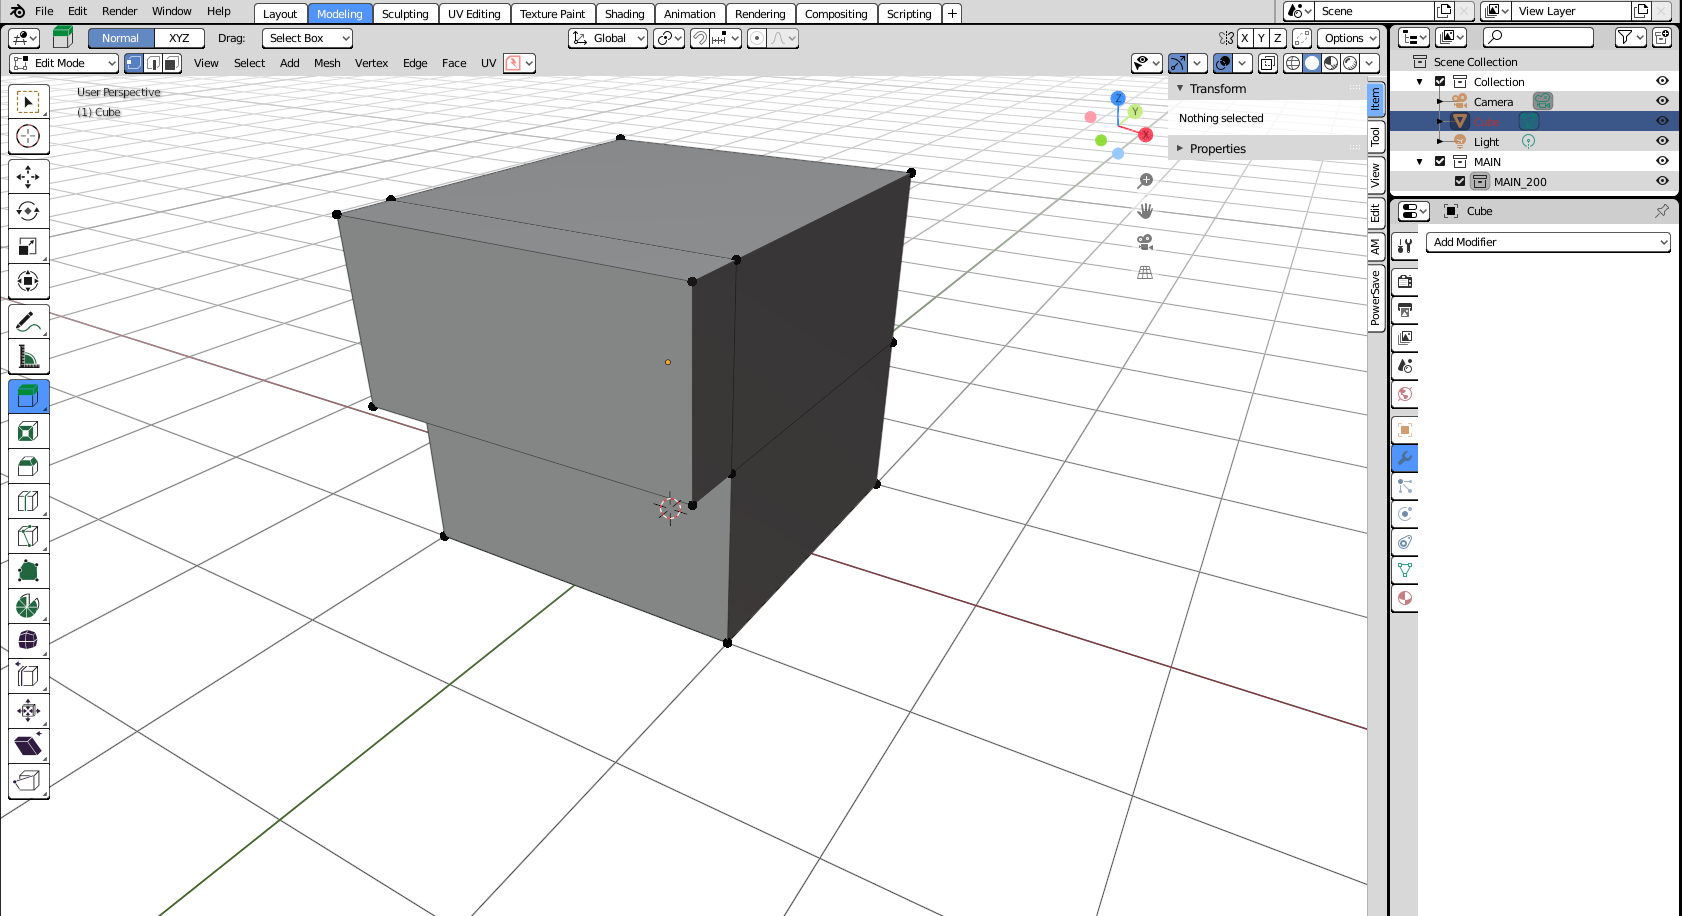 File Edit Render Window Help Layout Modeling Sculpting UV Editing Texture Paint Shading Animation Rendering Compositing Scripting + Scene View Layer
Normal XYZ Drag: Select Box Global X Y Z Options
Edit Mode View Select Add Mesh Vertex Edge Face UV
User Perspective
(1) Cube
Z
Y
X
Transform
Nothing selected
Properties
Item
Tool
View
Edit
AM
PowerSave
Scene Collection
Collection
Camera
Cube
Light
MAIN
MAIN_200
Cube
Add Modifier